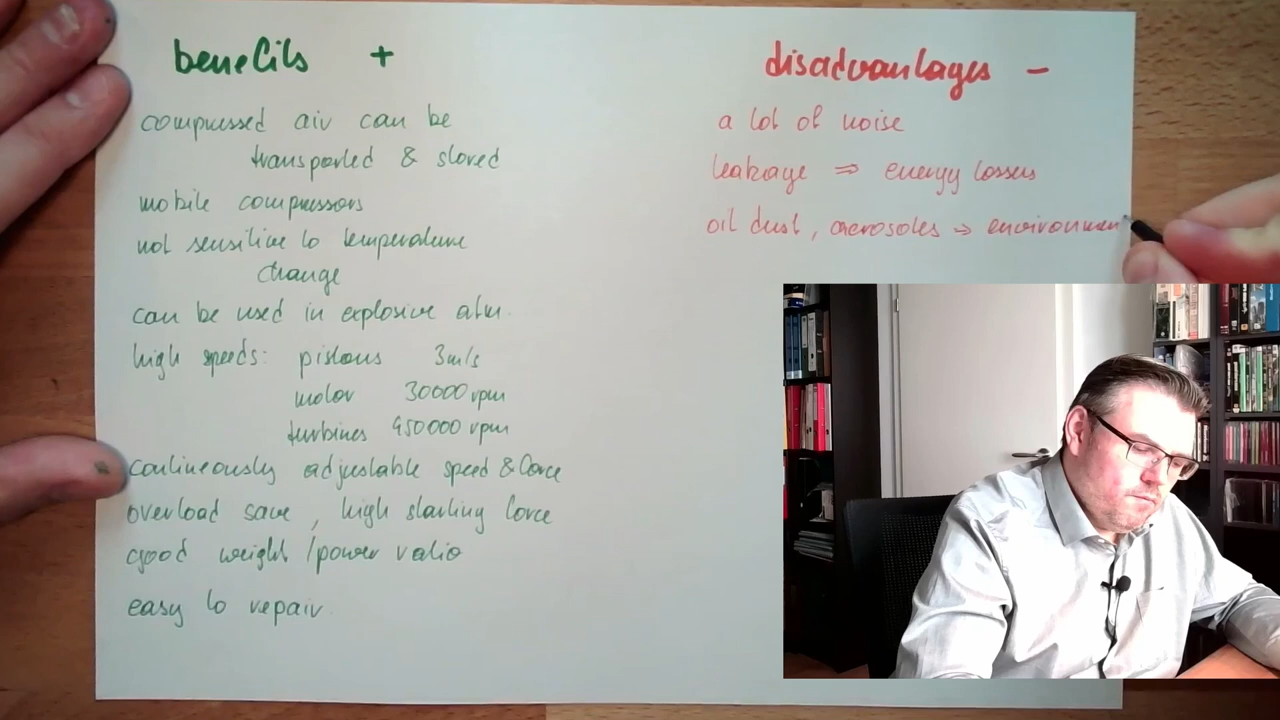 benefits +
compressed air can be
transported & stored
mobile compressors
not sensitive to temperature
change
can be used in explosive atm.
high speeds: pistons 3m/s
motor 30000 rpm
turbines 450000 rpm
contineously adjustable speed & force
overload save, high starting force
good weight/power ratio
easy to repair
disadvantages -
a lot of noise
leakage ⇒ energy losses
oil dust, aerosoles → environmen